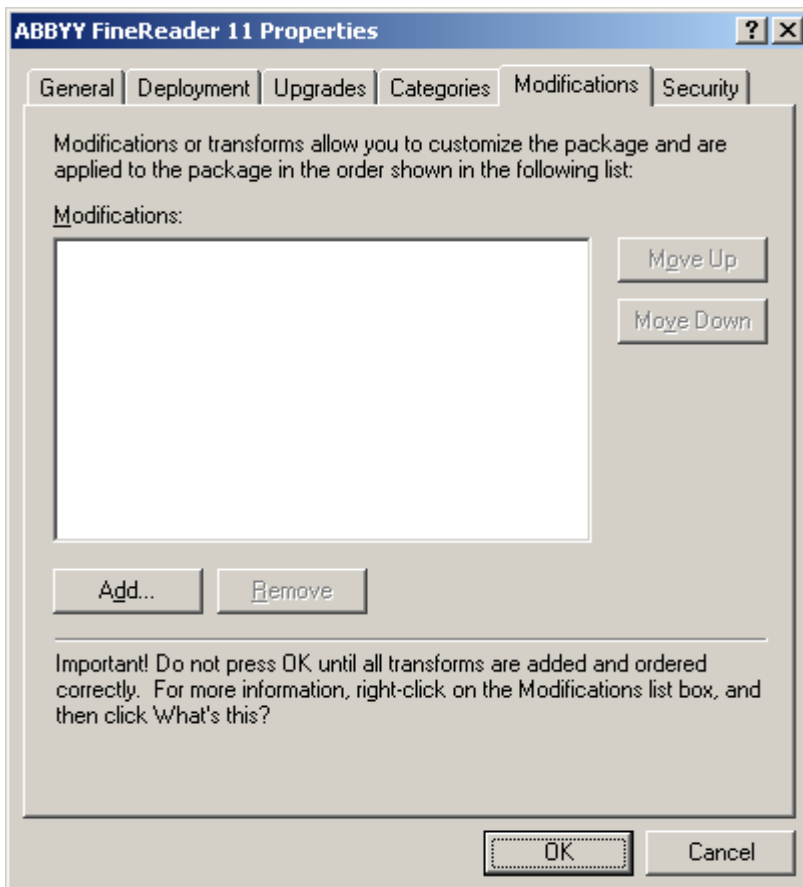 ABBYY FineReader 11 Properties
General Deployment Upgrades Categories Modifications Security
Modifications or transforms allow you to customize the package and are
applied to the package in the order shown in the following list:
Modifications:
Move Up
Move Down
Add... Remove
Important! Do not press OK until all transforms are added and ordered
correctly. For more information, right-click on the Modifications list box, and
then click What's this?
OK Cancel